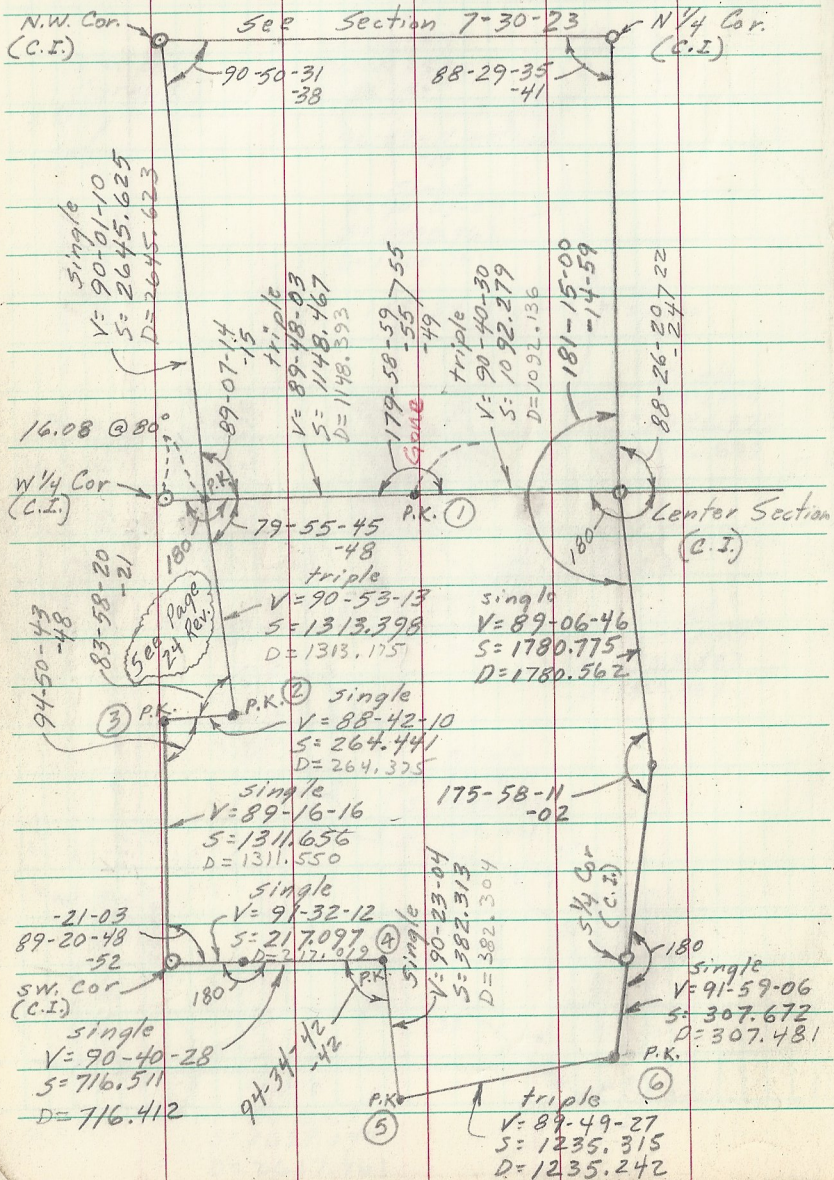 N.W. Cor.
(C.I.)
See Section 7-30-23
N 1/4 Cor.
(C.I.)
90-50-31
-38
88-29-35
-41
single
V= 90-01-10
S= 2645.625
D=2645.623
89-07-14
-15
triple
V= 89-48-03
S= 1148.467
D= 1148.393
179-58-59
-55
-49
55
Gone
triple
V= 90-40-30
S= 1092.279
D= 1092.136
181-15-00
-14-59
88-26-20
-24
22
16.08 @ 80°
W 1/4 Cor
(C.I.)
P.K.
P.K. 1
180
Center Section
(C.I.)
180
79-55-45
-48
83-58-20
-21
94-50-43
-48
See Page
24 Rev.
triple
V= 90-53-13
S= 1313.398
D= 1313.175
single
V= 89-06-46
S= 1780.775
D= 1780.562
3 P.K.
P.K. 2
single
V= 88-42-10
S= 264.441
D= 264.375
single
V= 89-16-16
S= 1311.656
D= 1311.550
175-58-11
-02
S 1/4 Cor
(C.I.)
-21-03
89-20-48
-52
single
V= 91-32-12
S= 217.097
D= 217.019
4
P.K.
single
V= 90-23-04
S= 382.313
D= 382.304
180
single
V= 91-59-06
S= 307.672
D= 307.481
SW. Cor
(C.I.)
180
single
V= 90-40-28
S= 716.511
D= 716.412
94-34-42
-42
P.K.
5
P.K.
6
triple
V= 89-49-27
S= 1235.315
D= 1235.242